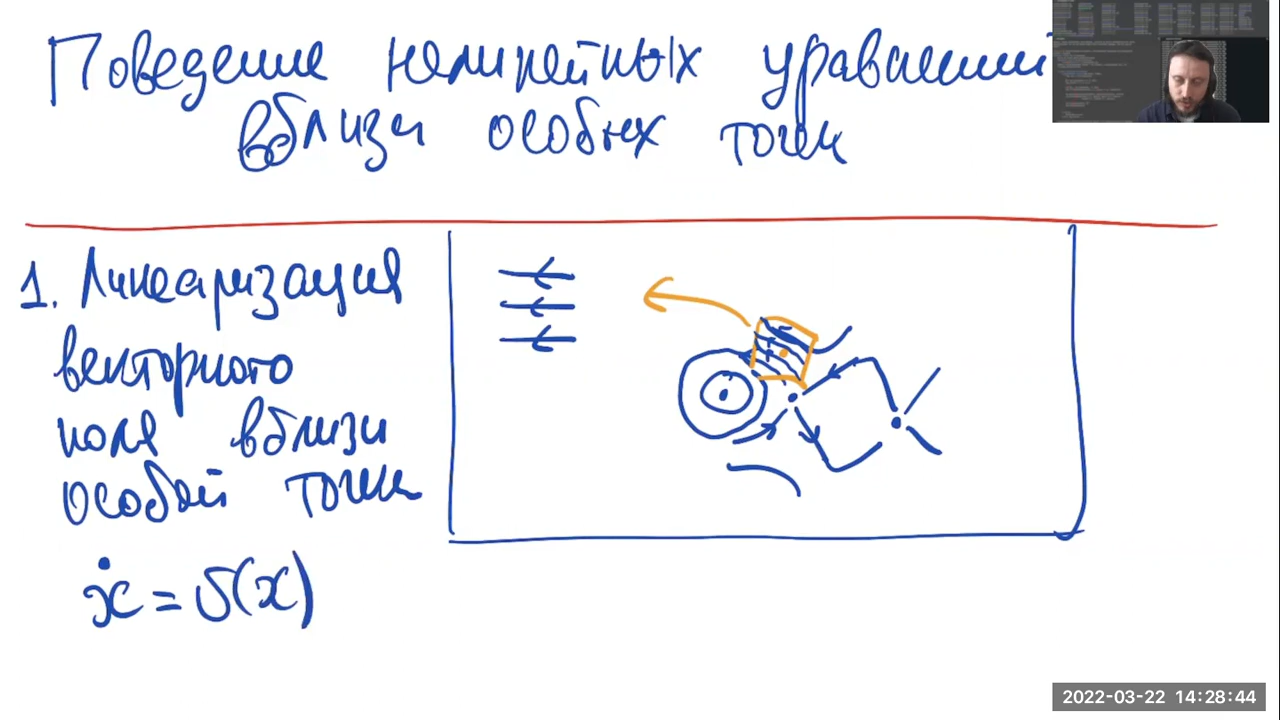 Поведение нелинейных уравнений
вблизи особых точек
1. Линеаризация
векторного
поля вблизи
особой точки
ẋ = v(x)
2022-03-22 14:28:44